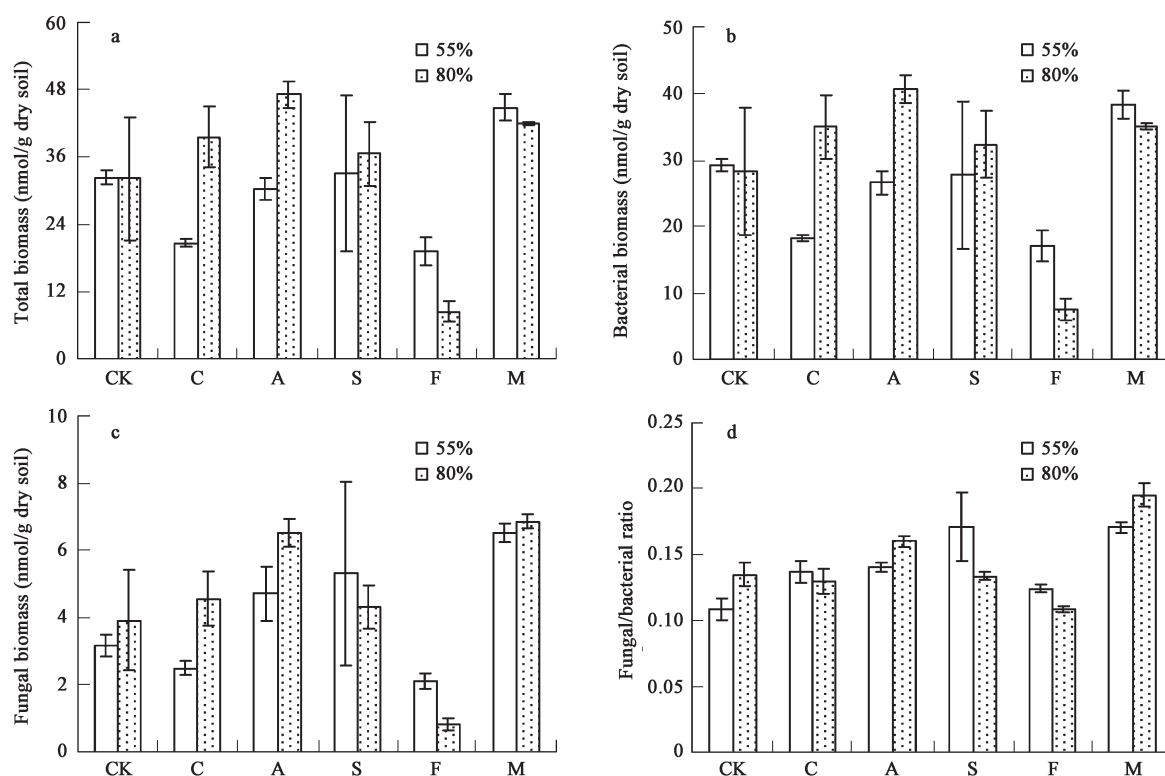 60
48
36
24
12
0
Total biomass (nmol/g dry soil)
a
55%
80%
CK C A S F M
50
40
30
20
10
0
Bacterial biomass (nmol/g dry soil)
b
55%
80%
CK C A S F M
10
8
6
4
2
0
Fungal biomass (nmol/g dry soil)
c
55%
80%
CK C A S F M
0.25
0.20
0.15
0.10
0.05
0.00
Fungal/bacterial ratio
d
55%
80%
CK C A S F M